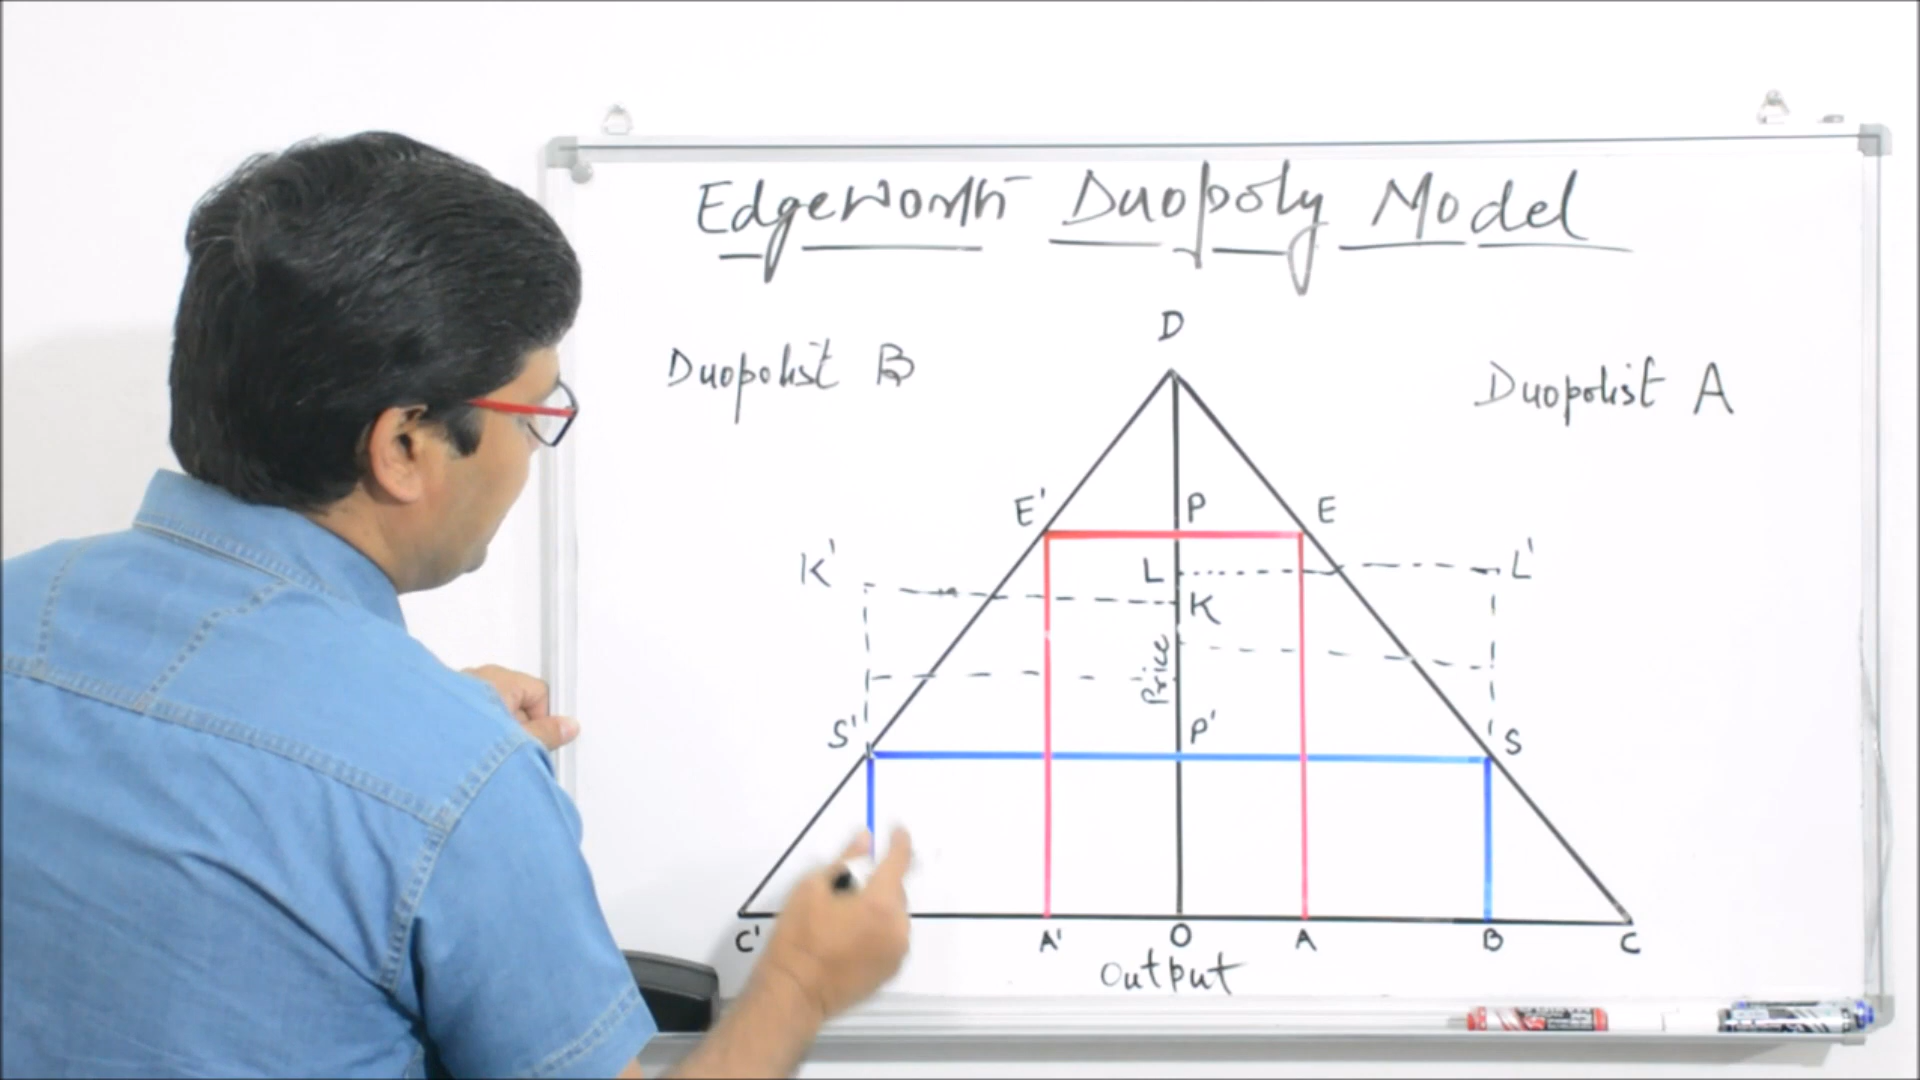 Edgeworth Duopoly Model
D
Duopolist B
Duopolist A
E' P E
K' L L'
K
Price
S' P' S
C' A' O A B C
Output